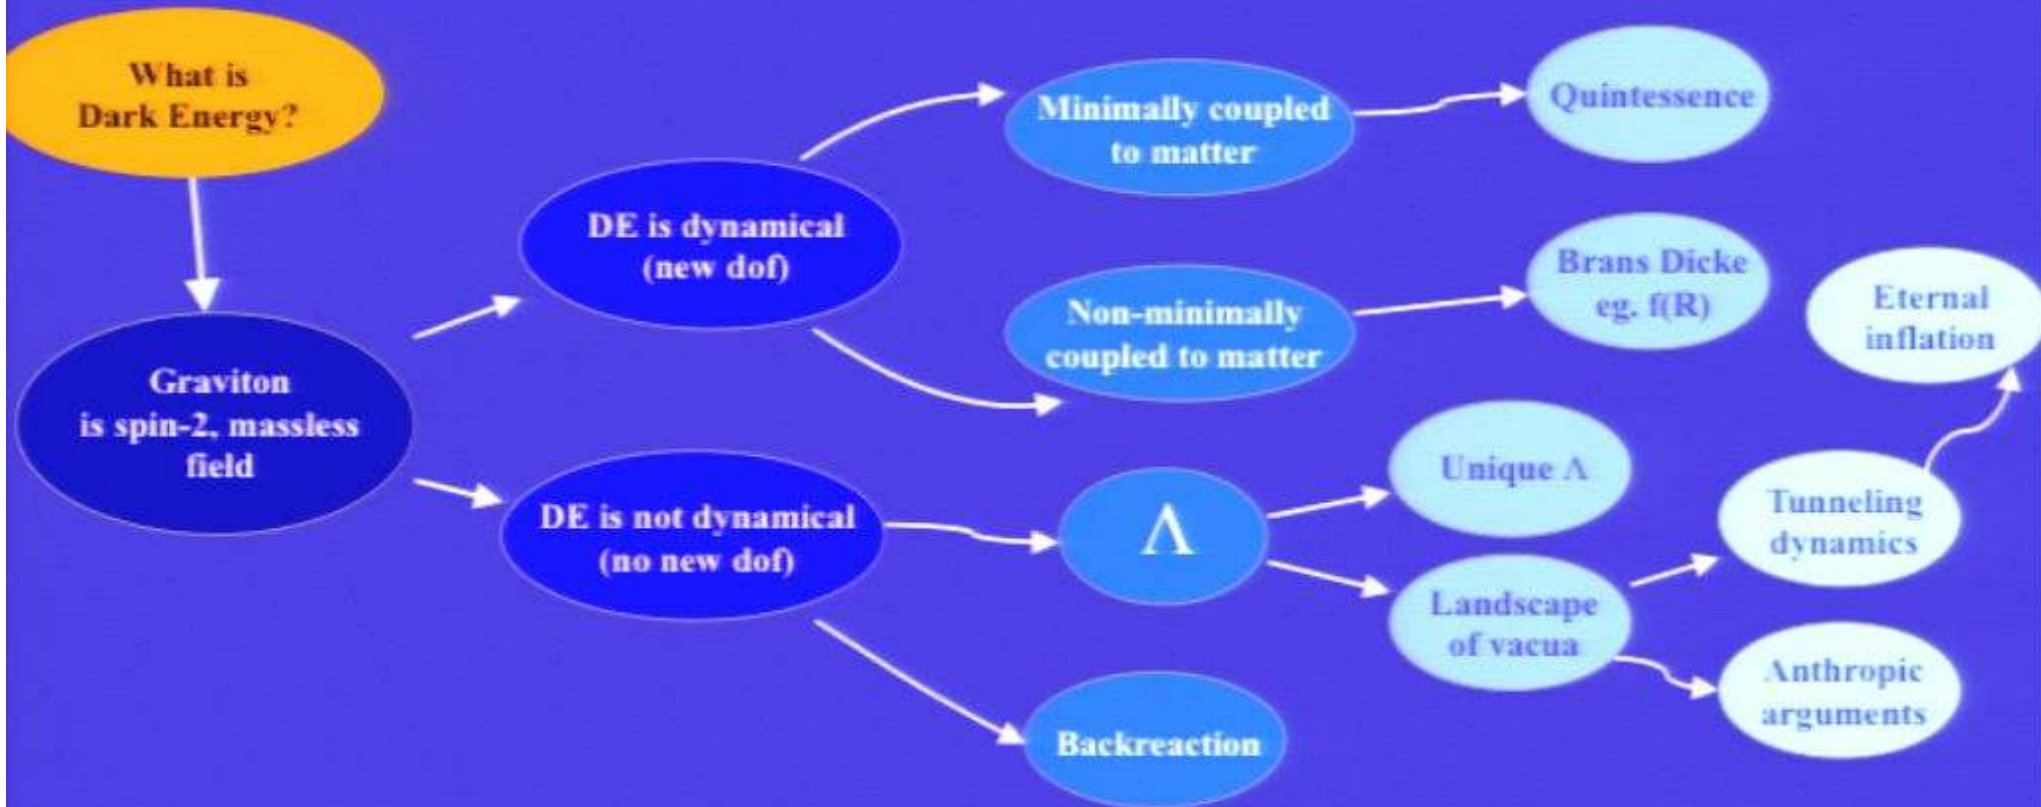 What is
Dark Energy?
Graviton
is spin-2, massless
field
DE is dynamical
(new dof)
DE is not dynamical
(no new dof)
Minimally coupled
to matter
Non-minimally
coupled to matter
Λ
Backreaction
Quintessence
Brans Dicke
eg. f(R)
Unique Λ
Landscape
of vacua
Eternal
inflation
Tunneling
dynamics
Anthropic
arguments